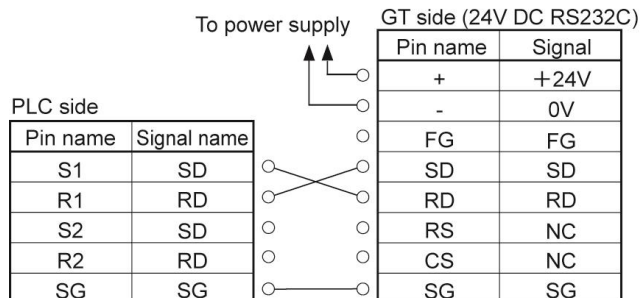 To power supply
GT side (24V DC RS232C)
Pin name Signal
+ +24V
- 0V
FG FG
SD SD
RD RD
RS NC
CS NC
SG SG
PLC side
Pin name Signal name
S1 SD
R1 RD
S2 SD
R2 RD
SG SG